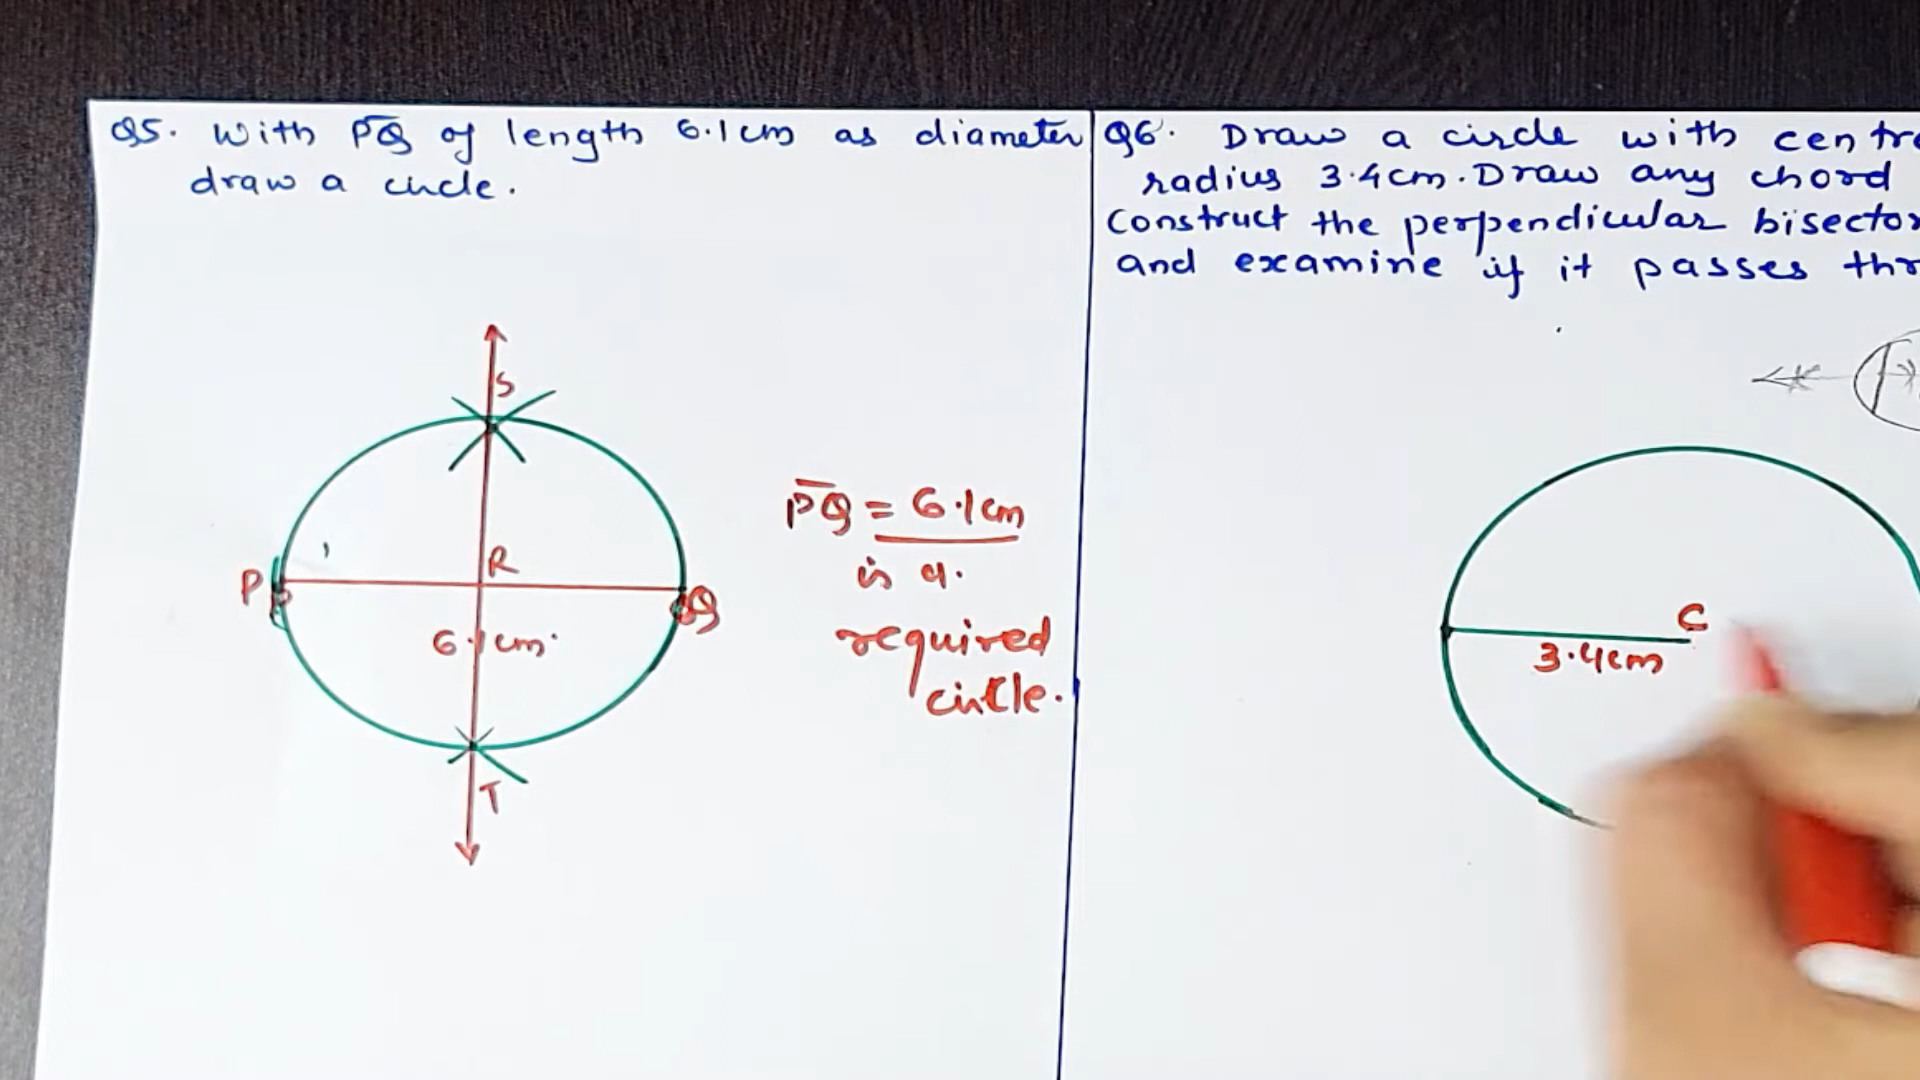 Q5. With P̅Q̅ of length 6.1cm as diameter
draw a circle.
S
R
P
Q
6.1cm.
T
P̅Q̅ = 6.1cm
is a.
required
circle.
Q6. Draw a circle with centre
radius 3.4cm. Draw any chord
Construct the perpendicular bisector
and examine if it passes thr
C
3.4cm